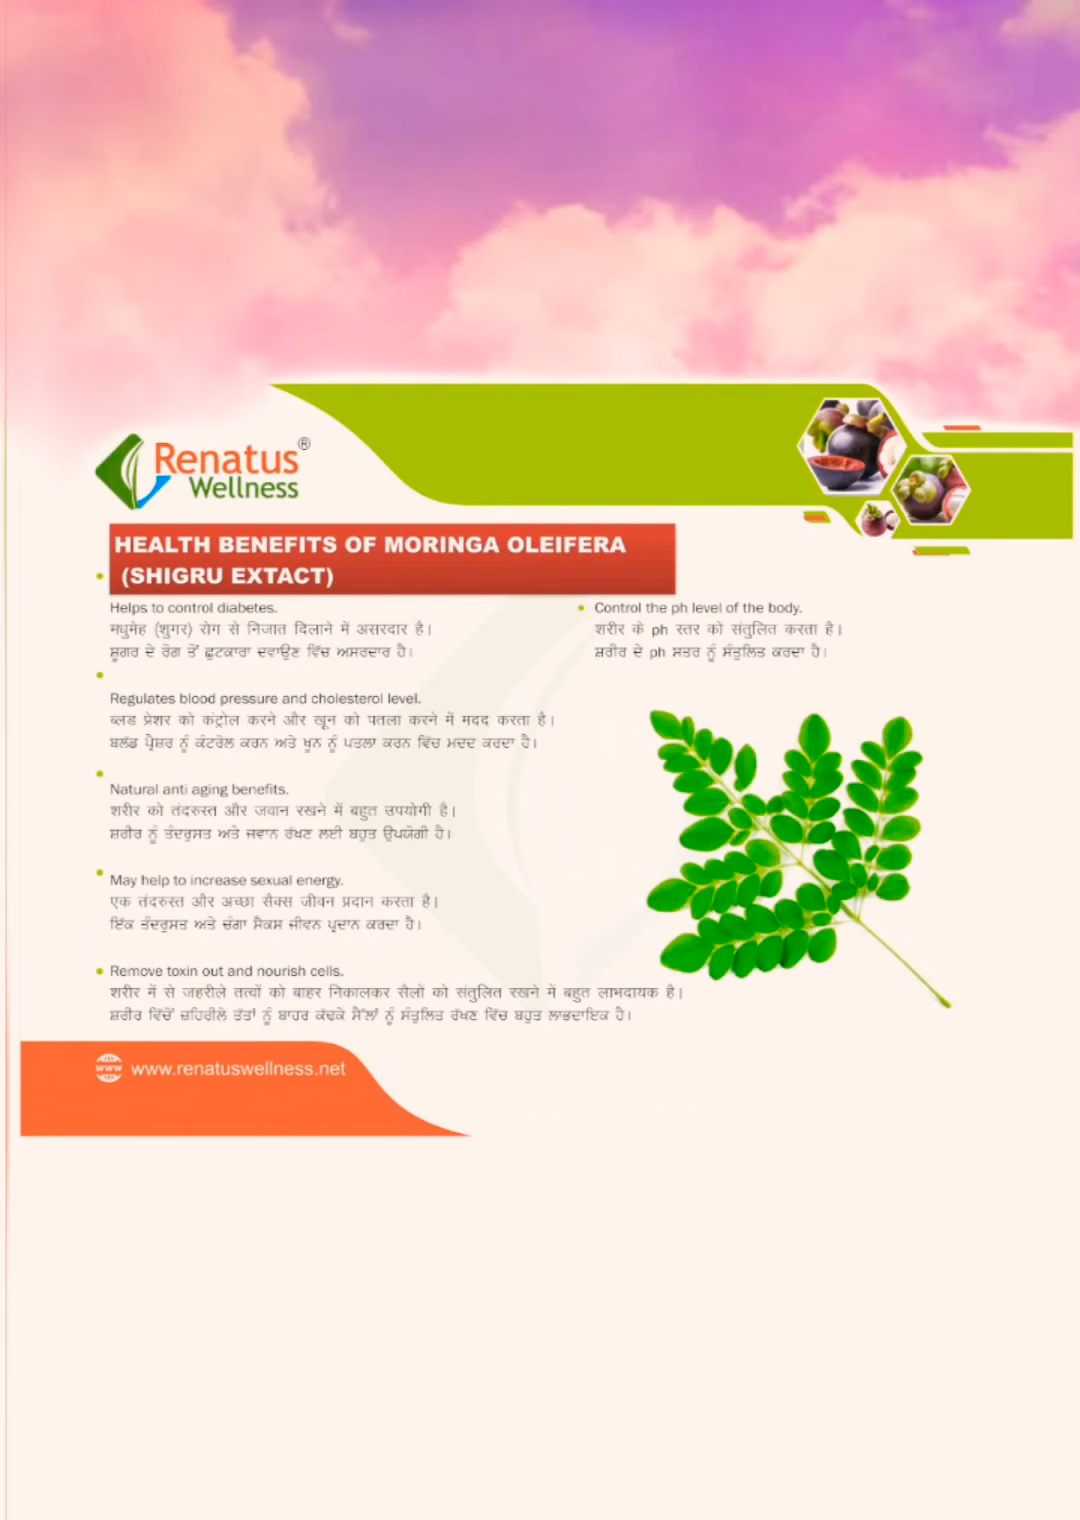 Renatus®
Wellness
HEALTH BENEFITS OF MORINGA OLEIFERA
(SHIGRU EXTACT)
• Helps to control diabetes.
मधुमेह (शुगर) रोग से निजात दिलाने में असरदार है।
ਸ਼ੂਗਰ ਦੇ ਰੋਗ ਤੋਂ ਛੁਟਕਾਰਾ ਦਵਾਉਣ ਵਿੱਚ ਅਸਰਦਾਰ ਹੈ।
• Regulates blood pressure and cholesterol level.
ब्लड प्रेशर को कंट्रोल करने और खून को पतला करने में मदद करता है।
ਬਲੱਡ ਪ੍ਰੈਸ਼ਰ ਨੂੰ ਕੰਟਰੋਲ ਕਰਨ ਅਤੇ ਖੂਨ ਨੂੰ ਪਤਲਾ ਕਰਨ ਵਿੱਚ ਮਦਦ ਕਰਦਾ ਹੈ।
• Natural anti aging benefits.
शरीर को तंदरुस्त और जवान रखने में बहुत उपयोगी है।
ਸ਼ਰੀਰ ਨੂੰ ਤੰਦਰੁਸਤ ਅਤੇ ਜਵਾਨ ਰੱਖਣ ਲਈ ਬਹੁਤ ਉਪਯੋਗੀ ਹੈ।
• May help to increase sexual energy.
एक तंदरुस्त और अच्छा सैक्स जीवन प्रदान करता है।
ਇੱਕ ਤੰਦਰੁਸਤ ਅਤੇ ਚੰਗਾ ਸੈਕਸ ਜੀਵਨ ਪ੍ਰਦਾਨ ਕਰਦਾ ਹੈ।
• Remove toxin out and nourish cells.
शरीर में से जहरीले तत्वों को बाहर निकालकर सैलों को संतुलित रखने में बहुत लाभदायक है।
ਸ਼ਰੀਰ ਵਿੱਚੋਂ ਜ਼ਹਿਰੀਲੇ ਤੱਤਾਂ ਨੂੰ ਬਾਹਰ ਕੱਢਕੇ ਸੈੱਲਾਂ ਨੂੰ ਸੰਤੁਲਿਤ ਰੱਖਣ ਵਿੱਚ ਬਹੁਤ ਲਾਭਦਾਇਕ ਹੈ।
• Control the ph level of the body.
शरीर के ph स्तर को संतुलित करता है।
ਸ਼ਰੀਰ ਦੇ ph ਸਤਰ ਨੂੰ ਸੰਤੁਲਿਤ ਕਰਦਾ ਹੈ।
www www.renatuswellness.net